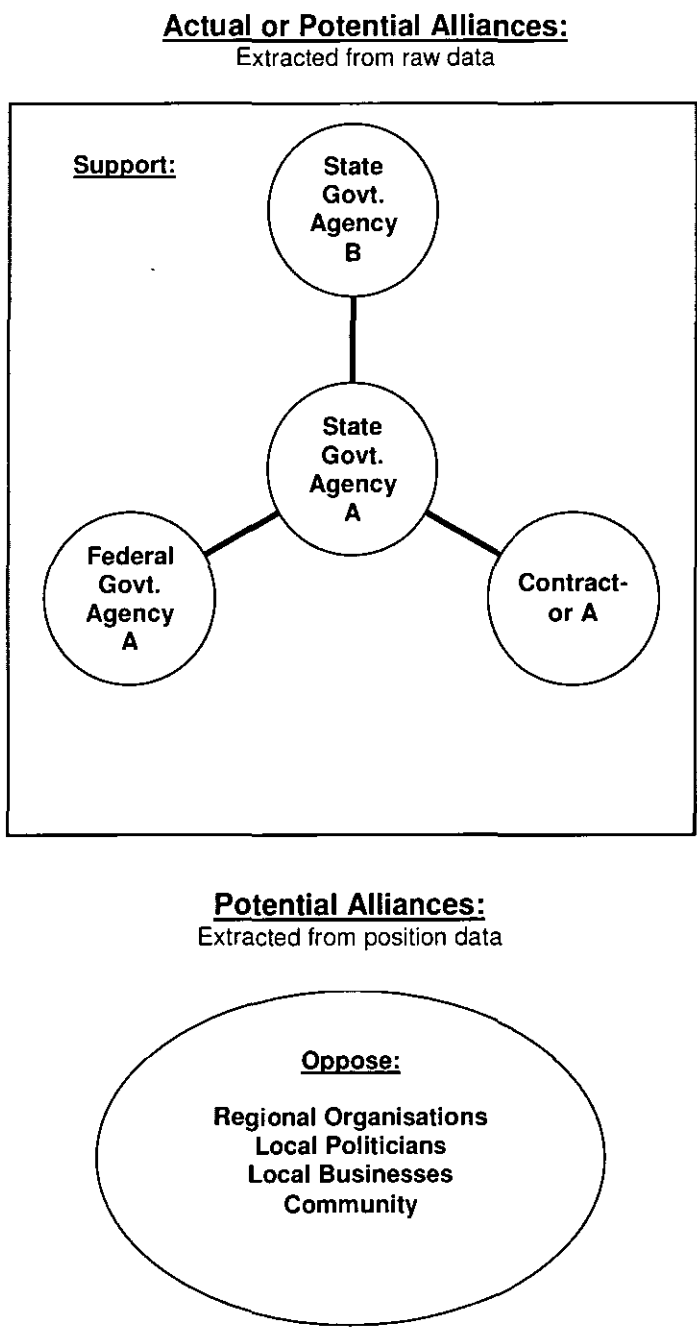 Actual or Potential Alliances:
Extracted from raw data
Support:
State
Govt.
Agency
B
State
Govt.
Agency
A
Federal
Govt.
Agency
A
Contract-
or A
Potential Alliances:
Extracted from position data
Oppose:
Regional Organisations
Local Politicians
Local Businesses
Community